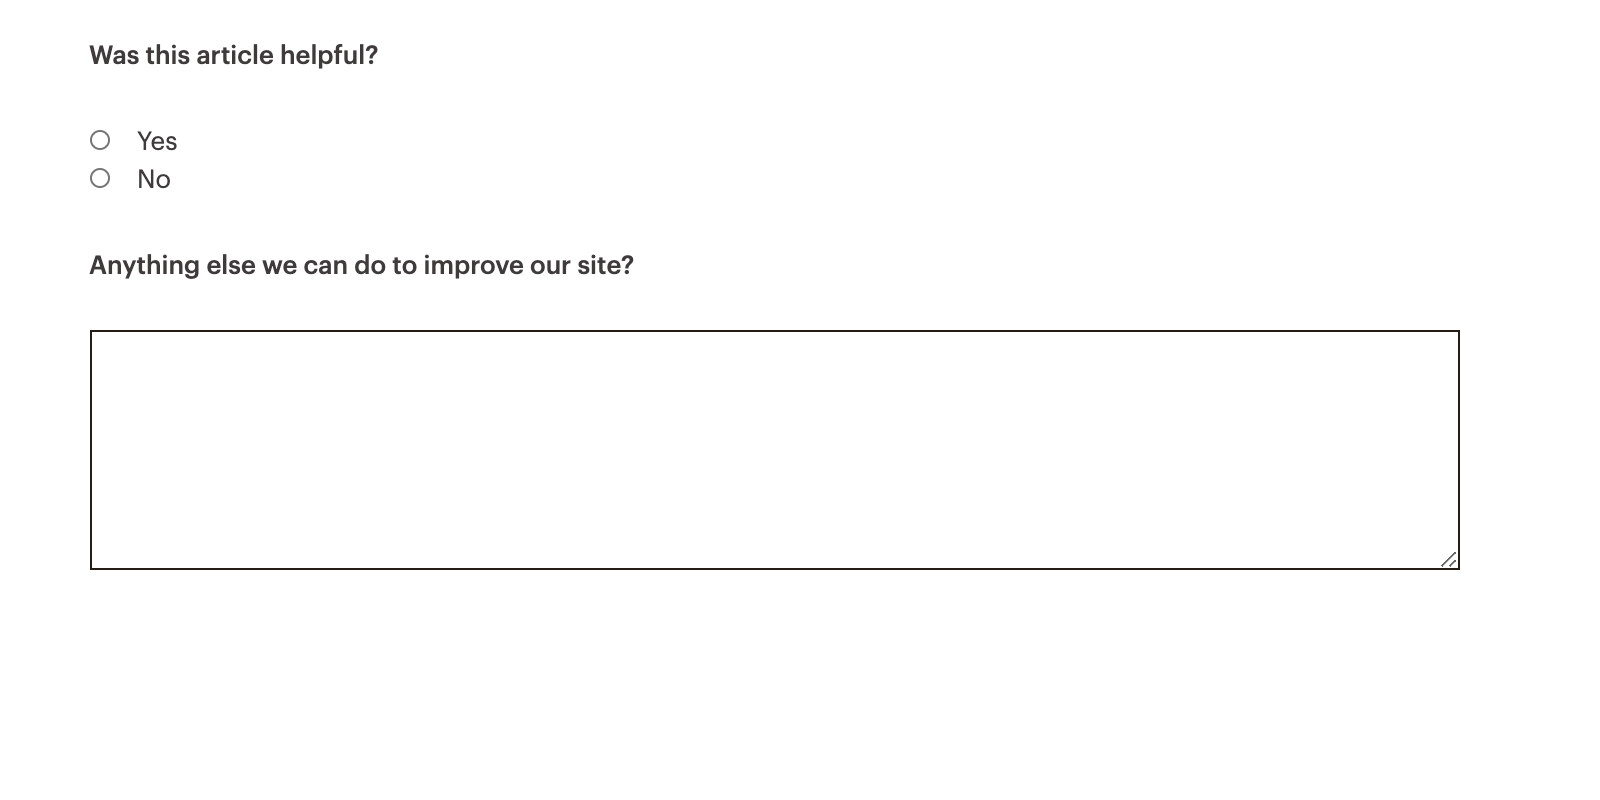 Was this article helpful?
Yes
No
Anything else we can do to improve our site?